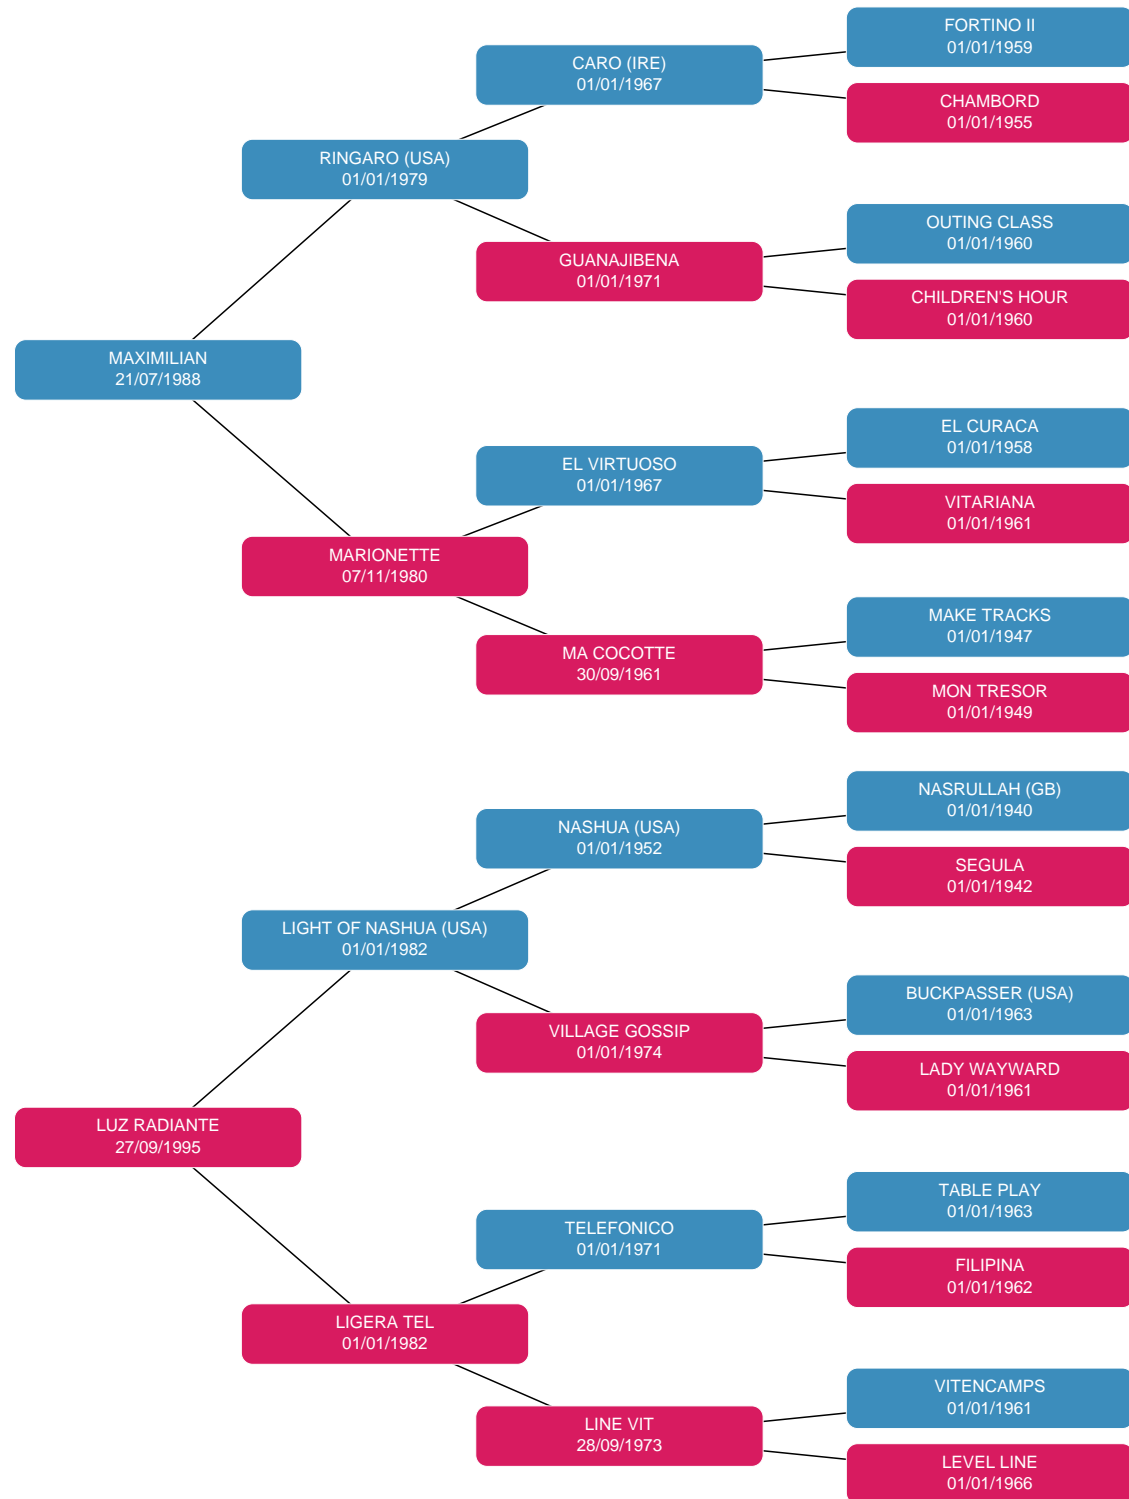 FORTINO II
01/01/1959
CARO (IRE)
01/01/1967
CHAMBORD
01/01/1955
RINGARO (USA)
01/01/1979
OUTING CLASS
01/01/1960
GUANAJIBENA
01/01/1971
CHILDREN'S HOUR
01/01/1960
MAXIMILIAN
21/07/1988
EL CURACA
01/01/1958
EL VIRTUOSO
01/01/1967
VITARIANA
01/01/1961
MARIONETTE
07/11/1980
MAKE TRACKS
01/01/1947
MA COCOTTE
30/09/1961
MON TRESOR
01/01/1949
NASRULLAH (GB)
01/01/1940
NASHUA (USA)
01/01/1952
SEGULA
01/01/1942
LIGHT OF NASHUA (USA)
01/01/1982
BUCKPASSER (USA)
01/01/1963
VILLAGE GOSSIP
01/01/1974
LADY WAYWARD
01/01/1961
LUZ RADIANTE
27/09/1995
TABLE PLAY
01/01/1963
TELEFONICO
01/01/1971
FILIPINA
01/01/1962
LIGERA TEL
01/01/1982
VITENCAMPS
01/01/1961
LINE VIT
28/09/1973
LEVEL LINE
01/01/1966